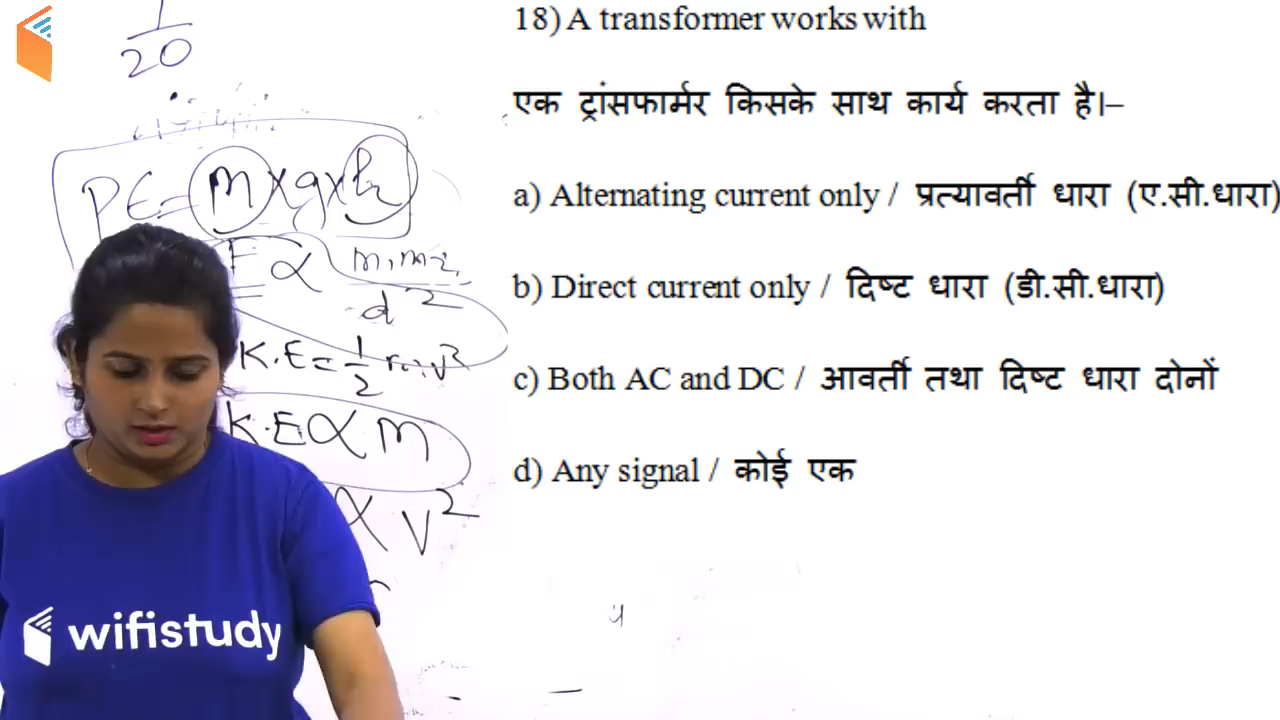 18) A transformer works with
एक ट्रांसफार्मर किसके साथ कार्य करता है।–
a) Alternating current only / प्रत्यावर्ती धारा (ए.सी.धारा)
b) Direct current only / दिष्ट धारा (डी.सी.धारा)
c) Both AC and DC / आवर्ती तथा दिष्ट धारा दोनों
d) Any signal / कोई एक
1
20
PE = m × g × h
F ∝ m₁m₂
d²
K.E = 1/2 mv²
K.E ∝ m
∝ v²
wifistudy